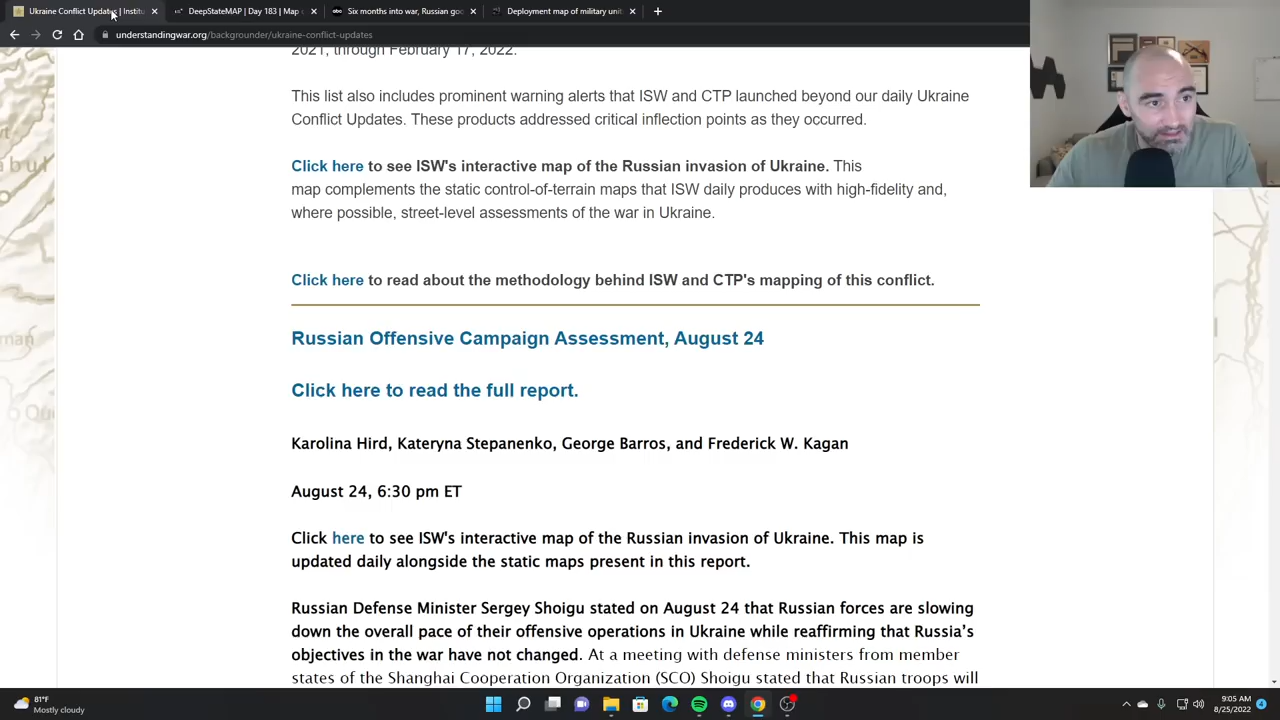 Ukraine Conflict Updates | Institu
DeepStateMAP | Day 183 | Map
Six months into war, Russian goo
Deployment map of military unit
understandingwar.org/backgrounder/ukraine-conflict-updates
2021, through February 17, 2022.
This list also includes prominent warning alerts that ISW and CTP launched beyond our daily Ukraine
Conflict Updates. These products addressed critical inflection points as they occurred.
Click here to see ISW's interactive map of the Russian invasion of Ukraine. This
map complements the static control-of-terrain maps that ISW daily produces with high-fidelity and,
where possible, street-level assessments of the war in Ukraine.
Click here to read about the methodology behind ISW and CTP's mapping of this conflict.
Russian Offensive Campaign Assessment, August 24
Click here to read the full report.
Karolina Hird, Kateryna Stepanenko, George Barros, and Frederick W. Kagan
August 24, 6:30 pm ET
Click here to see ISW's interactive map of the Russian invasion of Ukraine. This map is
updated daily alongside the static maps present in this report.
Russian Defense Minister Sergey Shoigu stated on August 24 that Russian forces are slowing
down the overall pace of their offensive operations in Ukraine while reaffirming that Russia’s
objectives in the war have not changed. At a meeting with defense ministers from member
states of the Shanghai Cooperation Organization (SCO) Shoigu stated that Russian troops will
81°F
Mostly cloudy
9:05 AM
8/25/2022